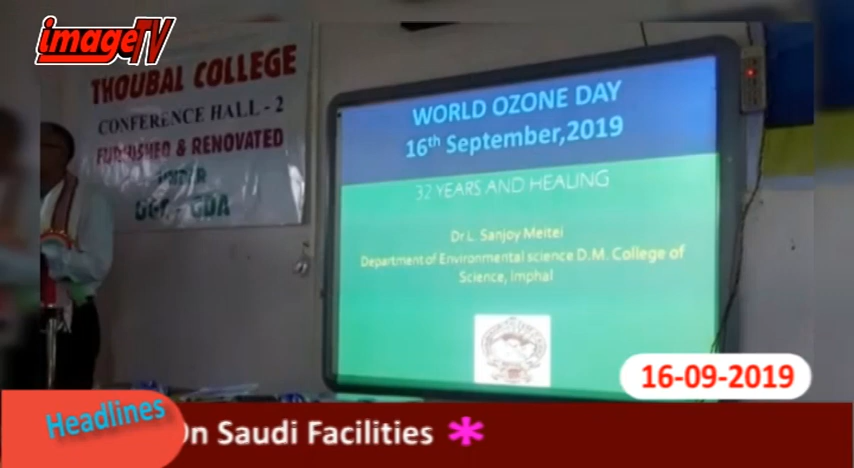 imageTV
THOUBAL COLLEGE
CONFERENCE HALL - 2
FURNISHED & RENOVATED
UNDER
WORLD OZONE DAY
16th September,2019
32 YEARS AND HEALING
Dr L. Sanjoy Meitei
Department of Environmental science D.M. College of
Science, Imphal
16-09-2019
Headlines
On Saudi Facilities *